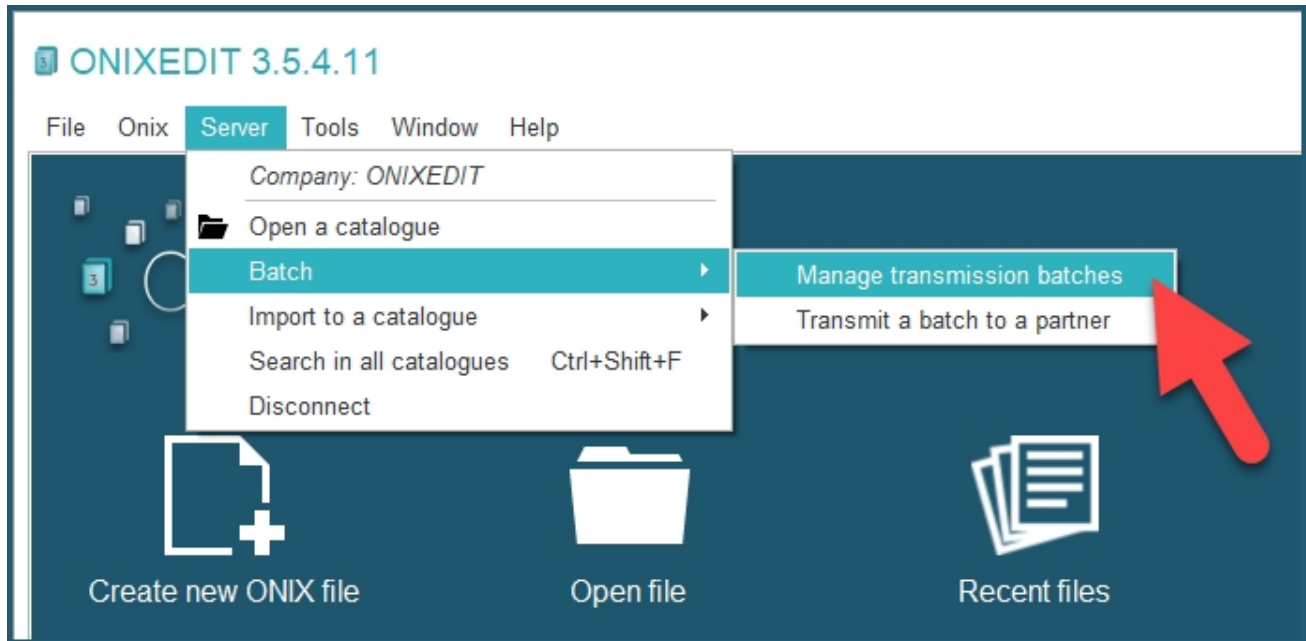 ONIXEDIT 3.5.4.11
File Onix Server Tools Window Help
Company: ONIXEDIT
Open a catalogue
Batch
Manage transmission batches
Import to a catalogue
Transmit a batch to a partner
Search in all catalogues Ctrl+Shift+F
Disconnect
3
Create new ONIX file
Open file
Recent files